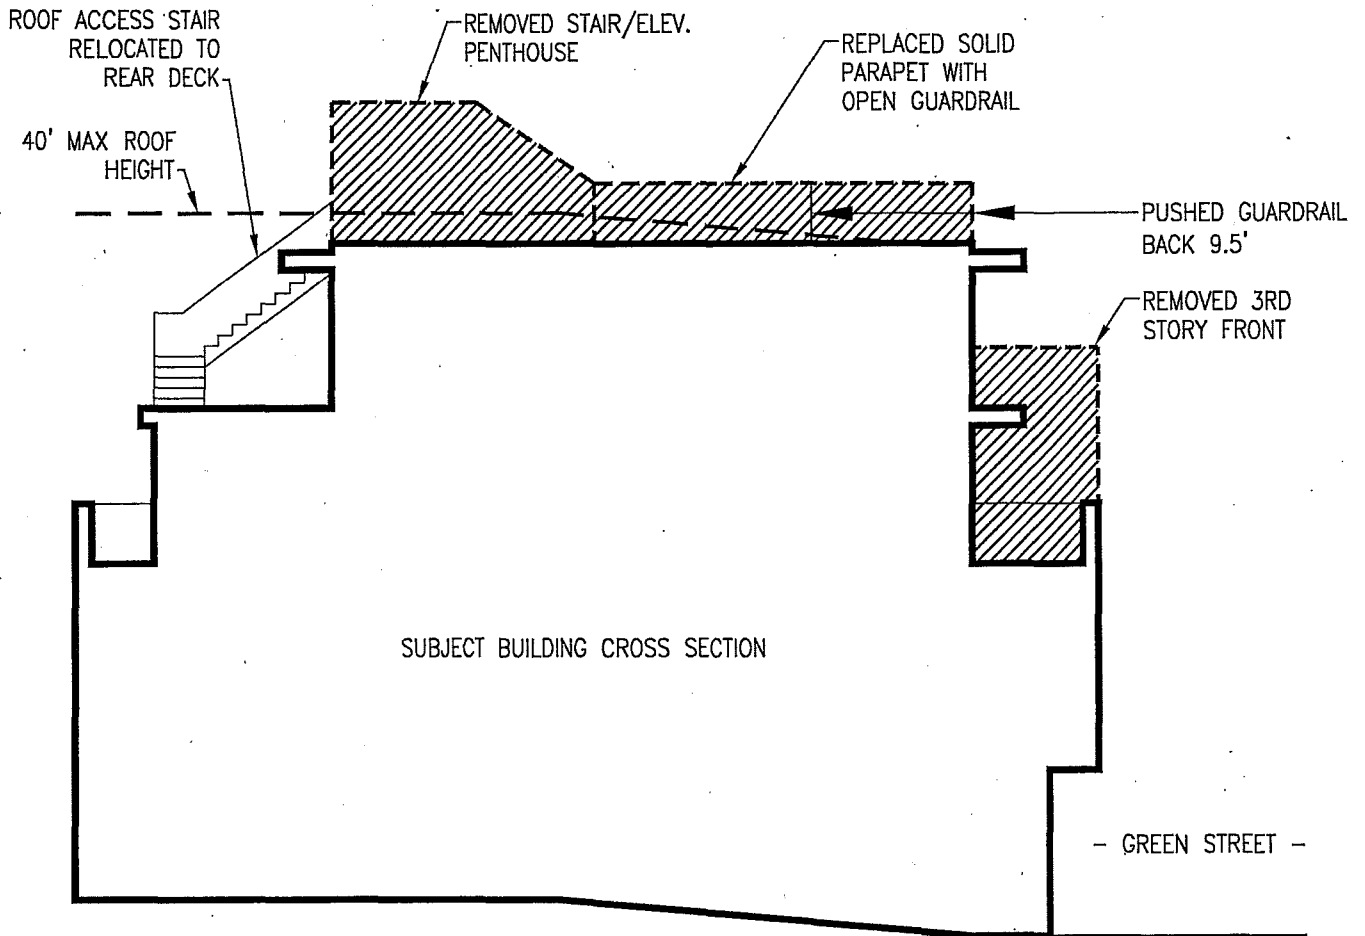 ROOF ACCESS STAIR
RELOCATED TO
REAR DECK
REMOVED STAIR/ELEV.
PENTHOUSE
REPLACED SOLID
PARAPET WITH
OPEN GUARDRAIL
40' MAX ROOF
HEIGHT
PUSHED GUARDRAIL
BACK 9.5'
REMOVED 3RD
STORY FRONT
SUBJECT BUILDING CROSS SECTION
- GREEN STREET -